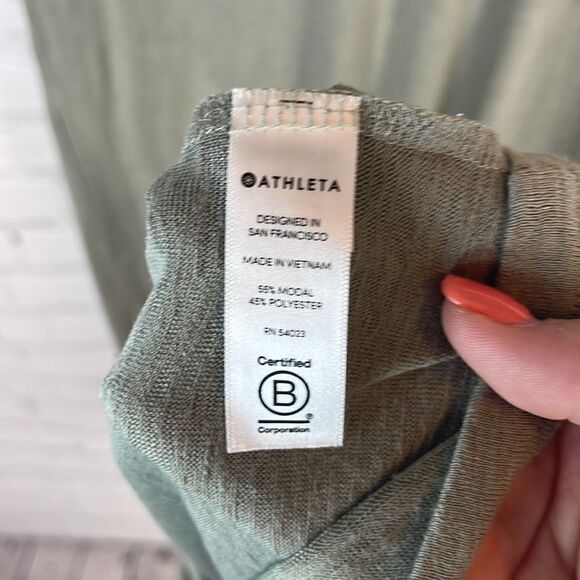 ATHLETA
DESIGNED IN
SAN FRANCISCO
MADE IN VIETNAM
55% MODAL
45% POLYESTER
RN 54023
Certified
B
Corporation